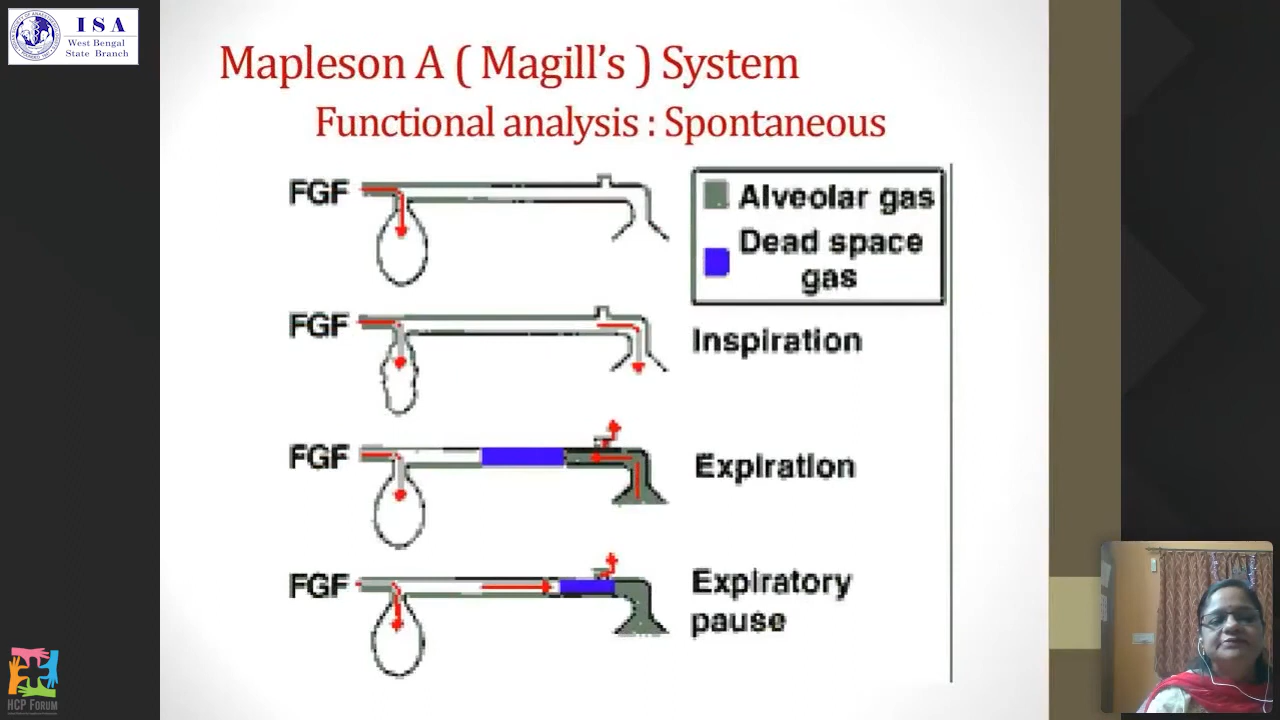 ISA
West Bengal
State Branch
Mapleson A ( Magill's ) System
Functional analysis : Spontaneous
FGF
Alveolar gas
Dead space
gas
FGF
Inspiration
FGF
Expiration
FGF
Expiratory
pause
HCP FORUM